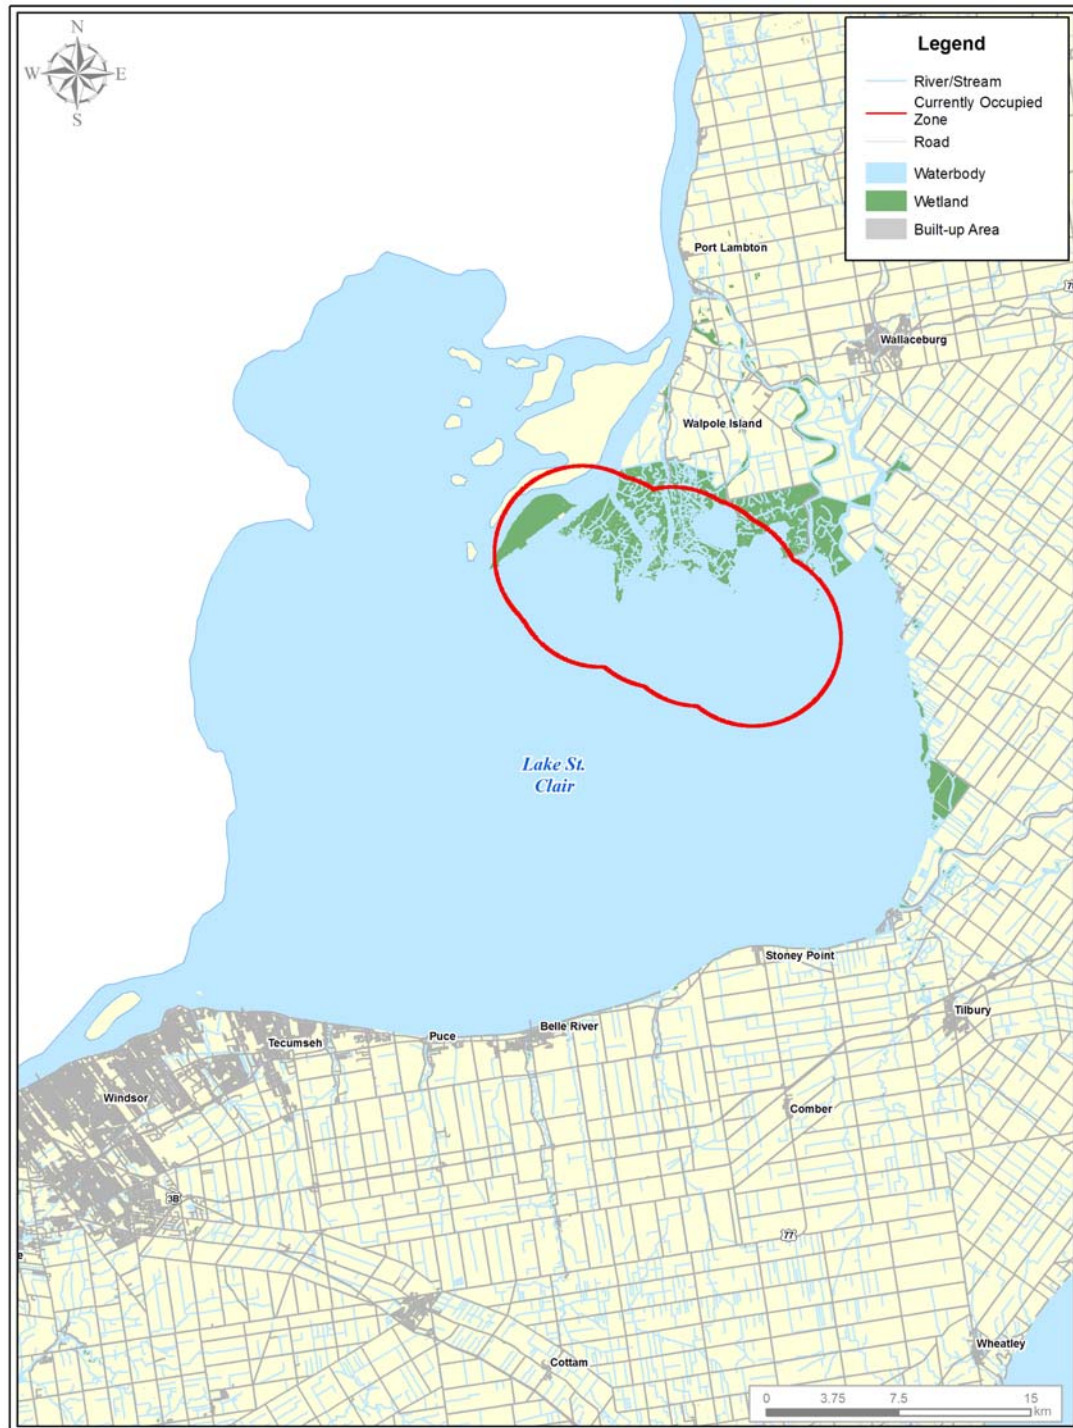 N
W E
S
Legend
River/Stream
Currently Occupied
Zone
Road
Waterbody
Wetland
Built-up Area
Port Lambton
Wallaceburg
Walpole Island
Lake St.
Clair
Stoney Point
Tilbury
Belle River
Puce
Tecumseh
Windsor
Comber
3B
77
Wheatley
Cottam
0 3.75 7.5 15
km